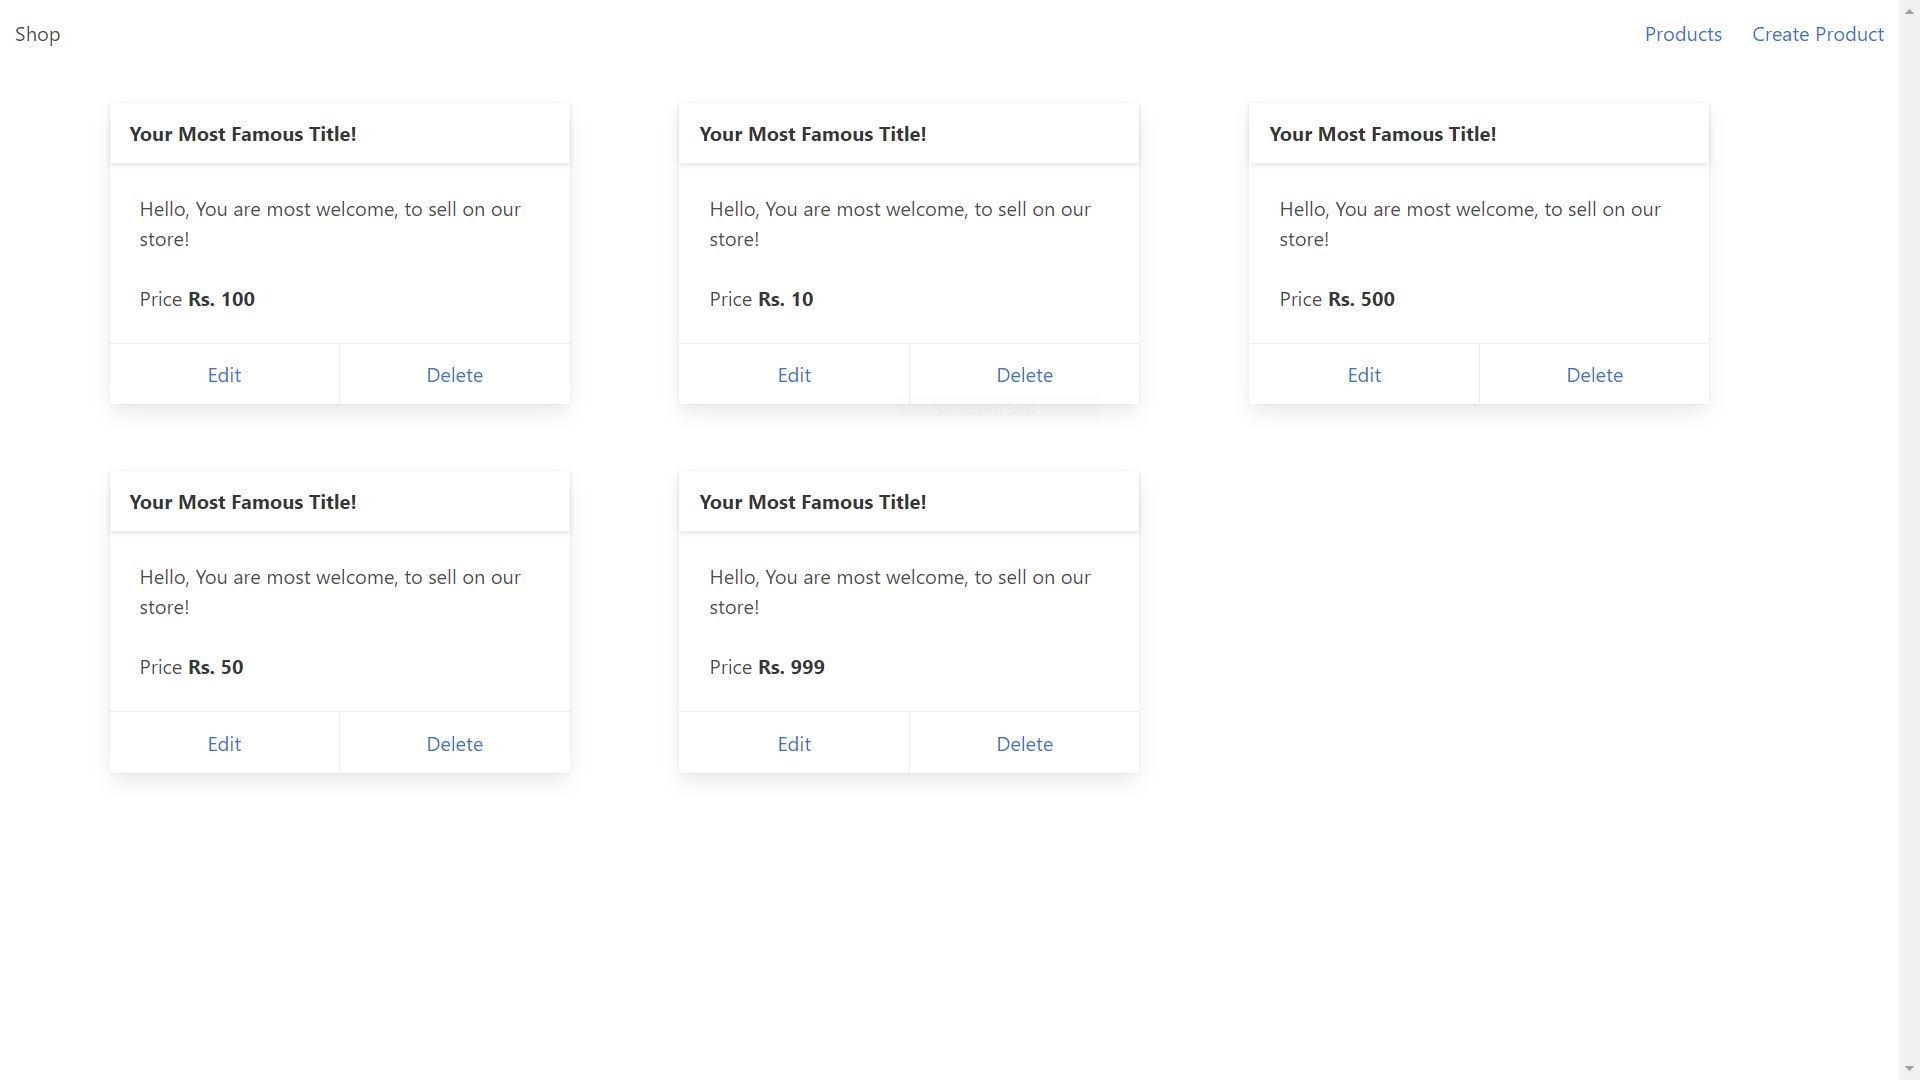 Shop
Products
Create Product
Your Most Famous Title!
Hello, You are most welcome, to sell on our
store!
Price Rs. 100
Edit
Delete
Your Most Famous Title!
Hello, You are most welcome, to sell on our
store!
Price Rs. 10
Edit
Delete
Full-screen Snip
Your Most Famous Title!
Hello, You are most welcome, to sell on our
store!
Price Rs. 500
Edit
Delete
Your Most Famous Title!
Hello, You are most welcome, to sell on our
store!
Price Rs. 50
Edit
Delete
Your Most Famous Title!
Hello, You are most welcome, to sell on our
store!
Price Rs. 999
Edit
Delete